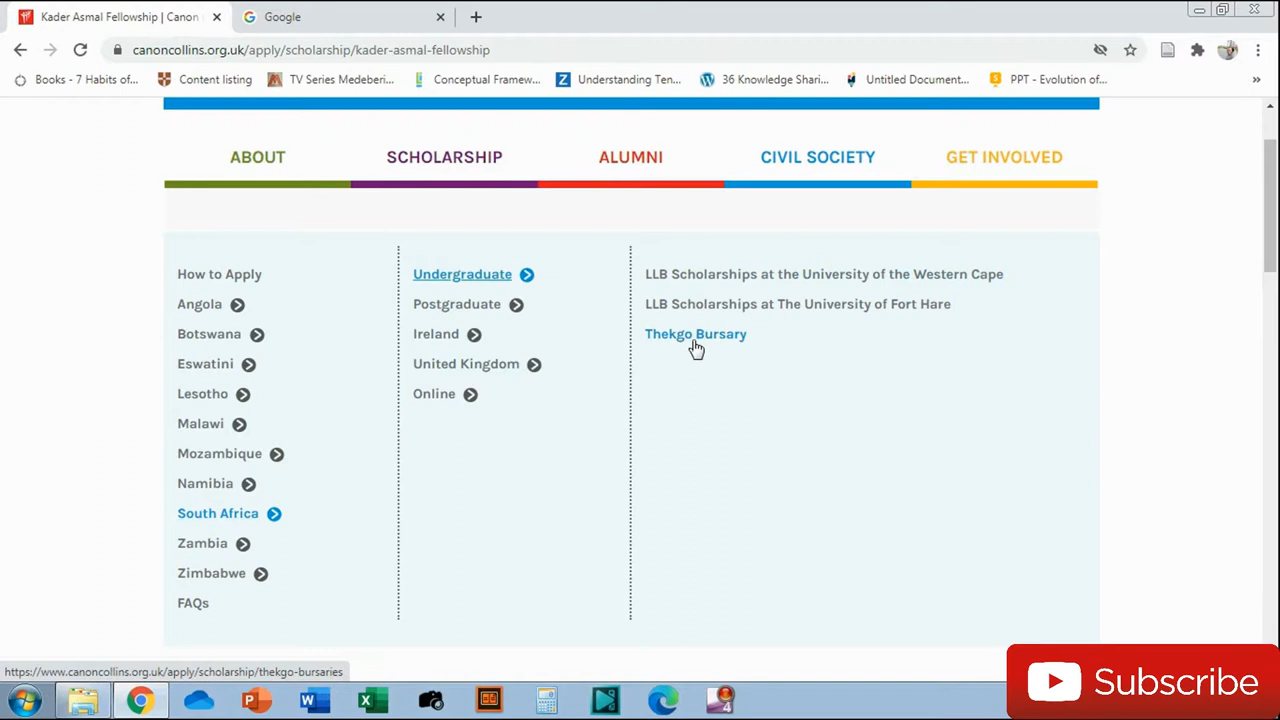 Kader Asmal Fellowship | Canon
Google
canoncollins.org.uk/apply/scholarship/kader-asmal-fellowship
Books - 7 Habits of...
Content listing
TV Series Medeberi...
Conceptual Framew...
Understanding Ten...
36 Knowledge Shari...
Untitled Document...
PPT - Evolution of...
ABOUT
SCHOLARSHIP
ALUMNI
CIVIL SOCIETY
GET INVOLVED
How to Apply
Angola
Botswana
Eswatini
Lesotho
Malawi
Mozambique
Namibia
South Africa
Zambia
Zimbabwe
FAQs
Undergraduate
Postgraduate
Ireland
United Kingdom
Online
LLB Scholarships at the University of the Western Cape
LLB Scholarships at The University of Fort Hare
Thekgo Bursary
https://www.canoncollins.org.uk/apply/scholarship/thekgo-bursaries
Subscribe
4